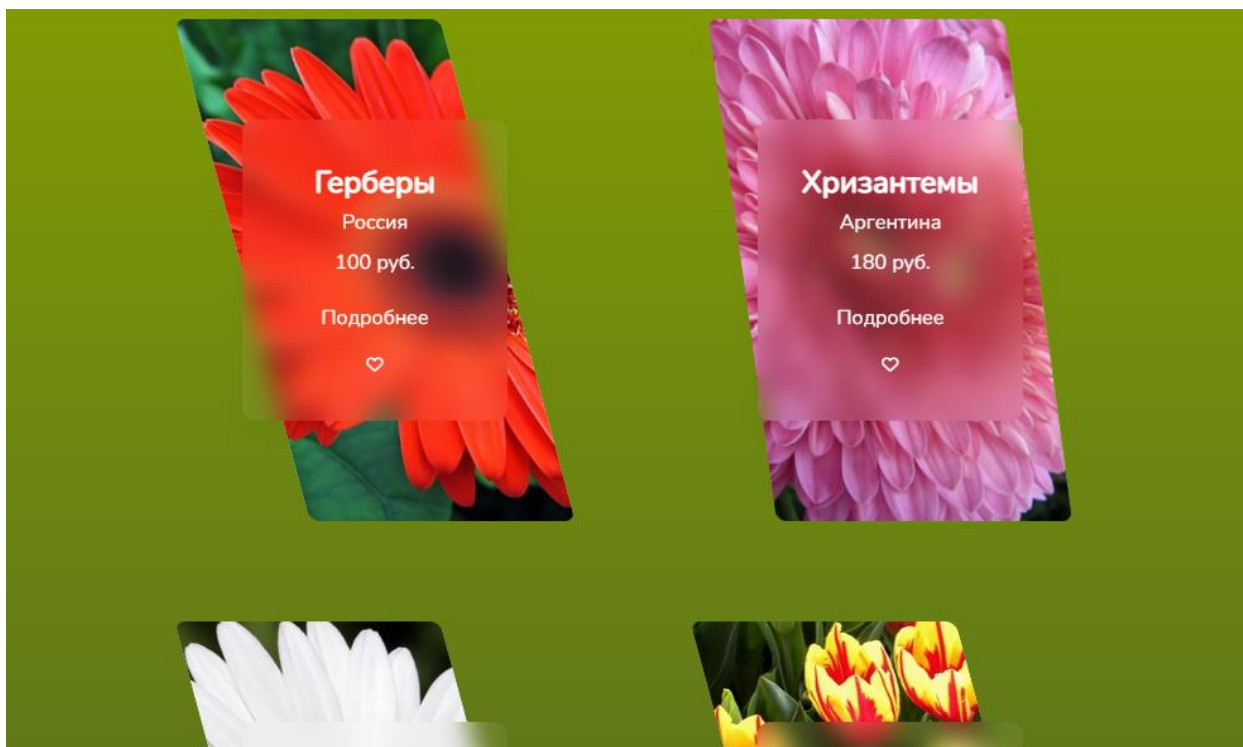 Герберы
Россия
100 руб.
Подробнее
Хризантемы
Аргентина
180 руб.
Подробнее